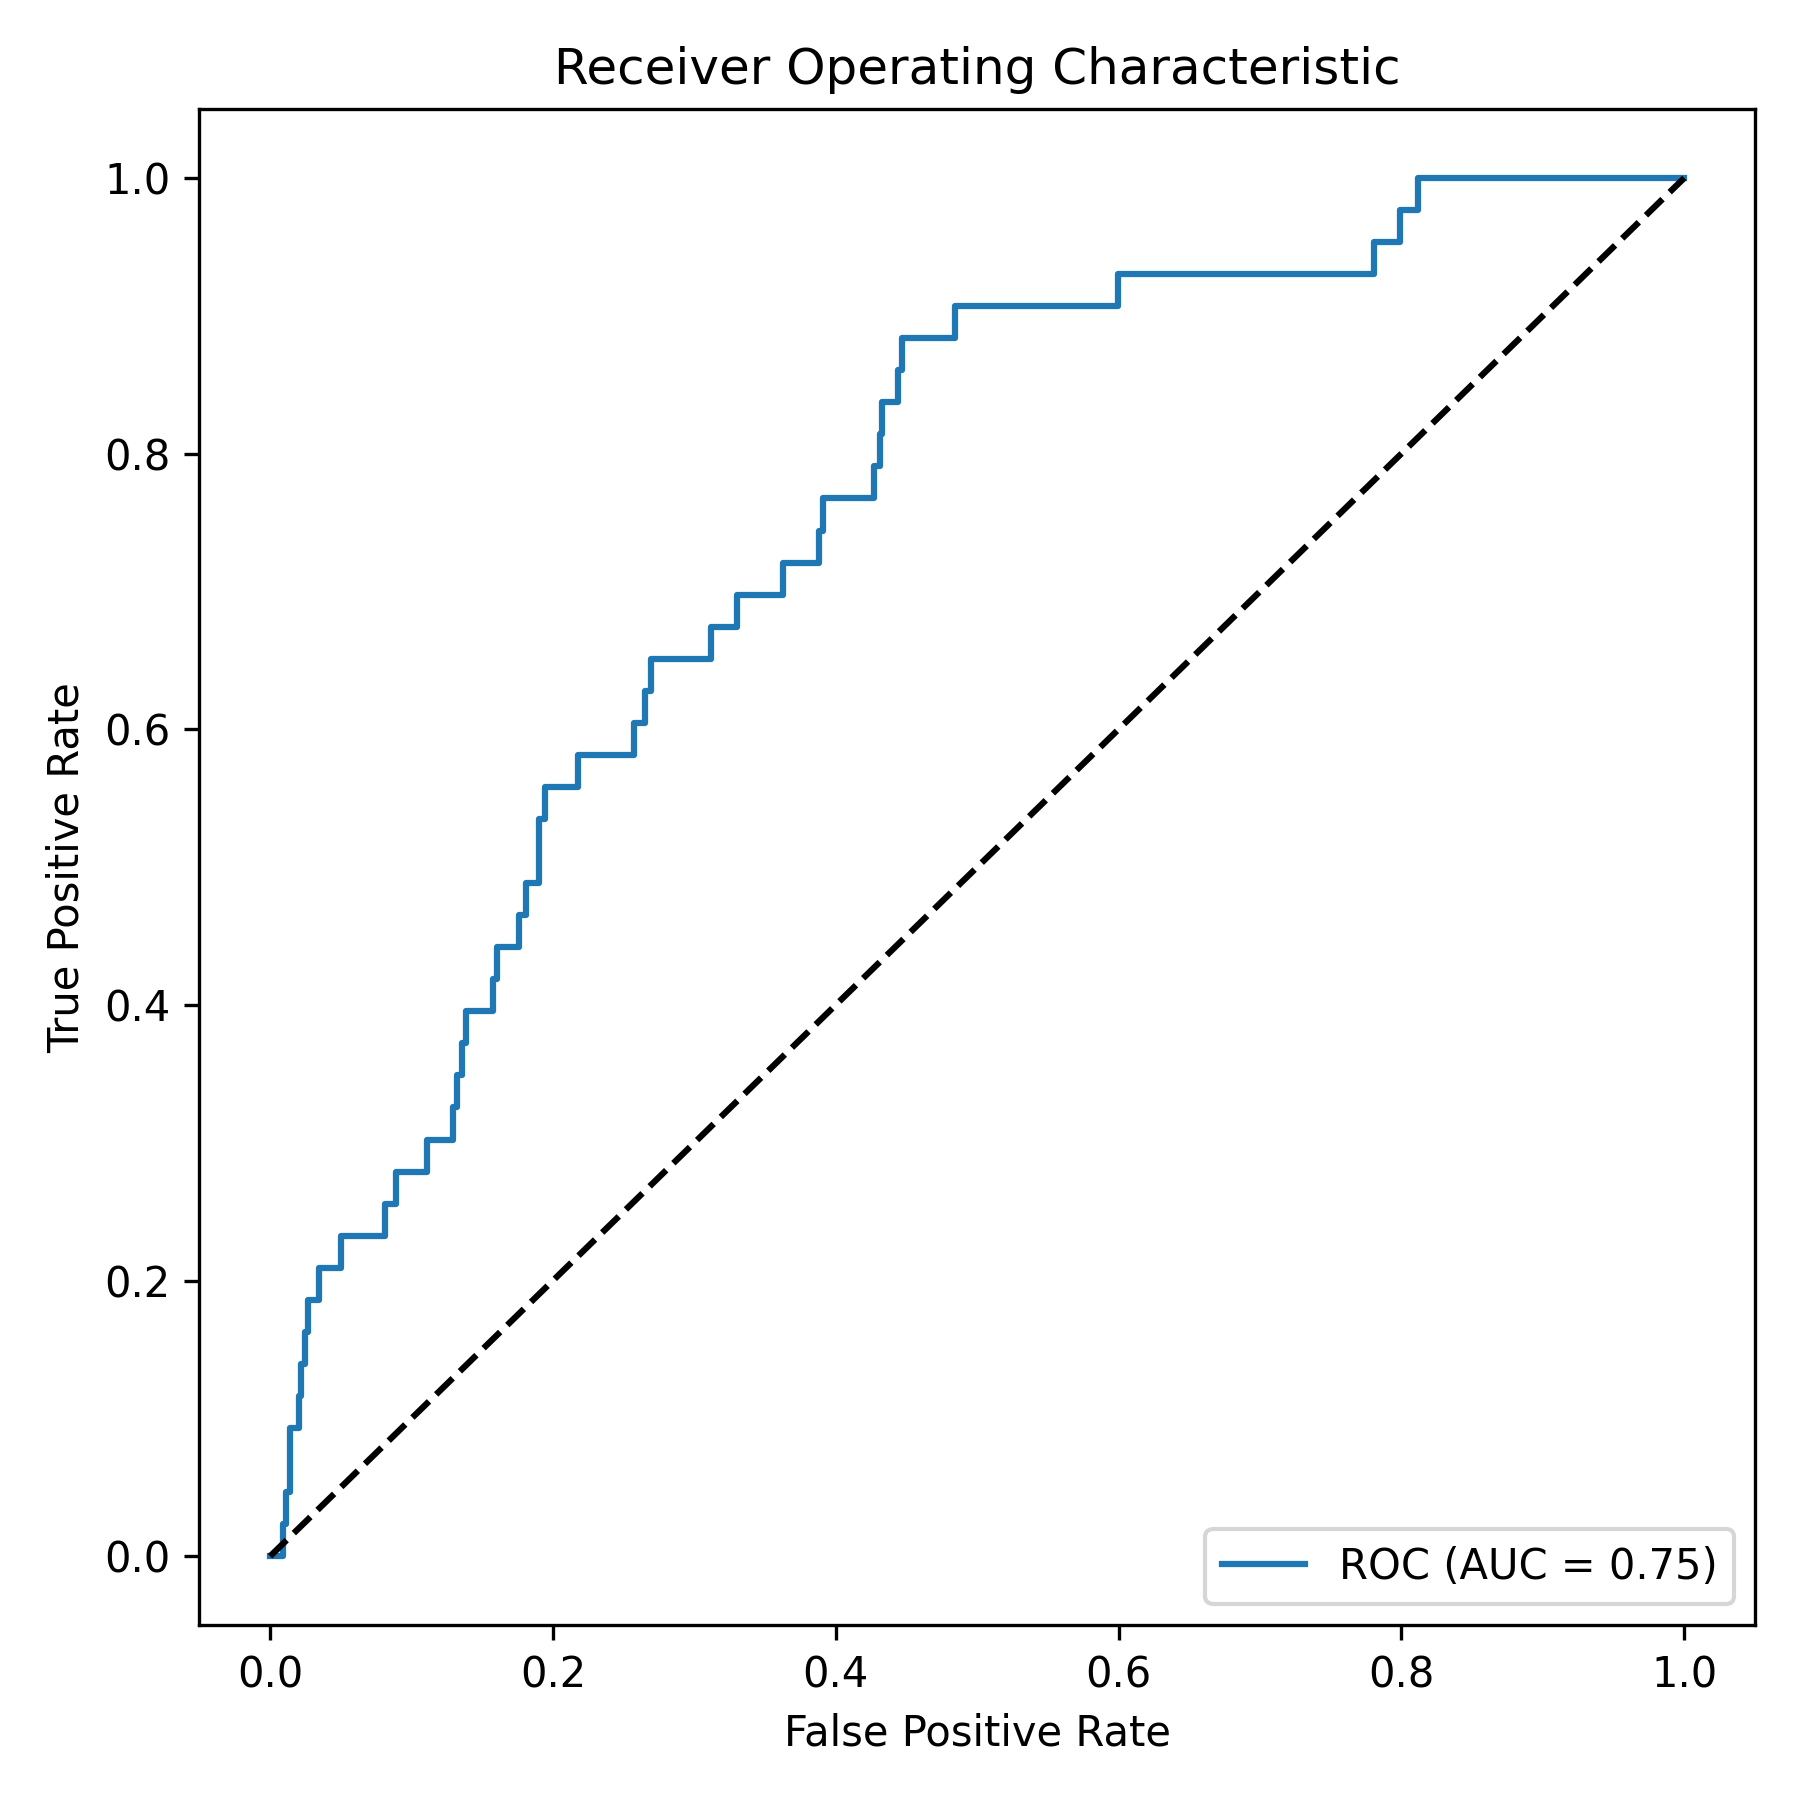 Receiver Operating Characteristic
1.0
0.8
0.6
0.4
0.2
0.0
True Positive Rate
0.0 0.2 0.4 0.6 0.8 1.0
False Positive Rate
ROC (AUC = 0.75)